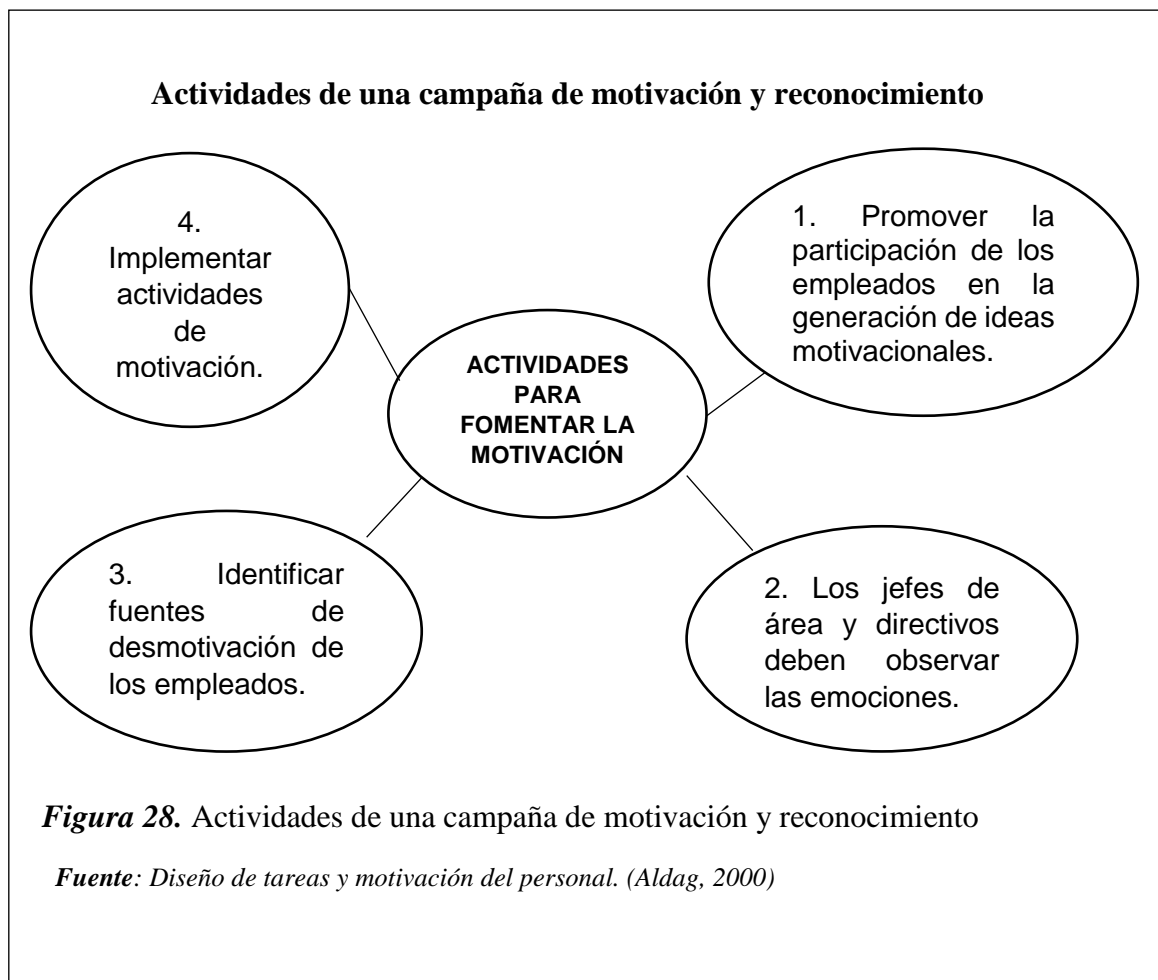 Actividades de una campaña de motivación y reconocimiento
4.
Implementar
actividades
de
motivación.
1. Promover la
participación de los
empleados en la
generación de ideas
motivacionales.
ACTIVIDADES
PARA
FOMENTAR LA
MOTIVACIÓN
3. Identificar
fuentes de
desmotivación de
los empleados.
2. Los jefes de
área y directivos
deben observar
las emociones.
Figura 28. Actividades de una campaña de motivación y reconocimiento
Fuente: Diseño de tareas y motivación del personal. (Aldag, 2000)